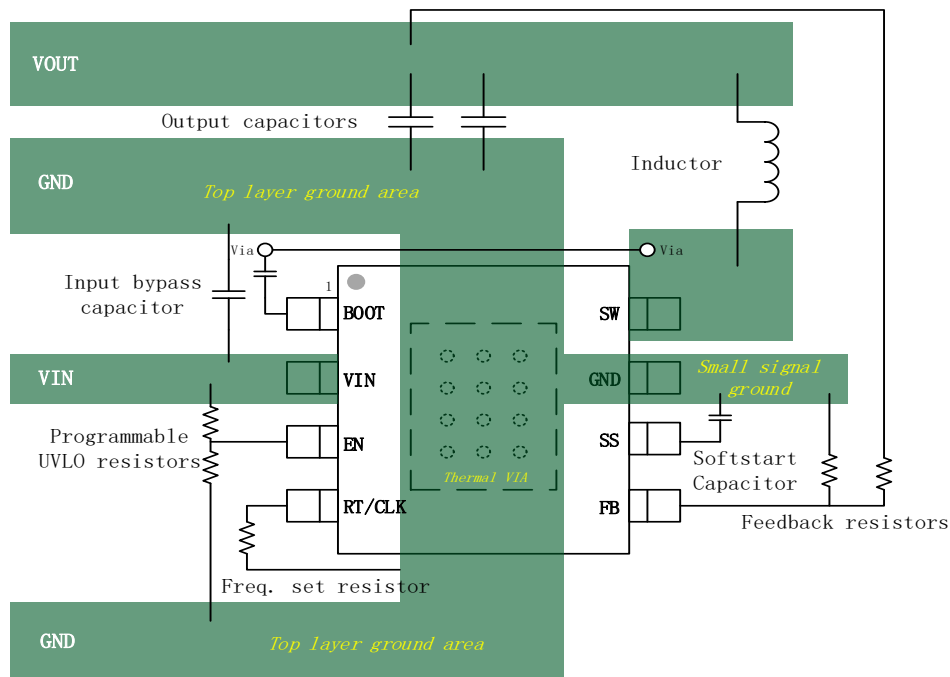 VOUT
Output capacitors
Inductor
GND
Top layer ground area
Via
Via
Input bypass
capacitor
1
BOOT
SW
VIN
VIN
GND
Small signal
ground
Programmable
UVLO resistors
EN
SS
Softstart
Capacitor
Thermal VIA
RT/CLK
FB
Feedback resistors
Freq. set resistor
GND
Top layer ground area